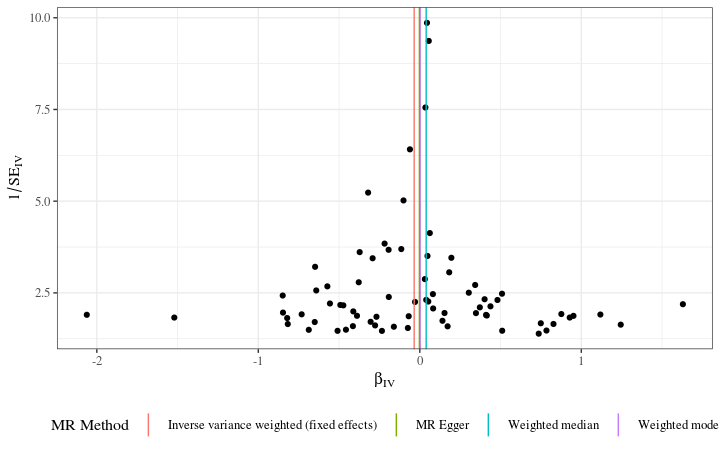 10.0
7.5
5.0
2.5
1/SE_IV
-2
-1
0
1
β_IV
MR Method
Inverse variance weighted (fixed effects)
MR Egger
Weighted median
Weighted mode